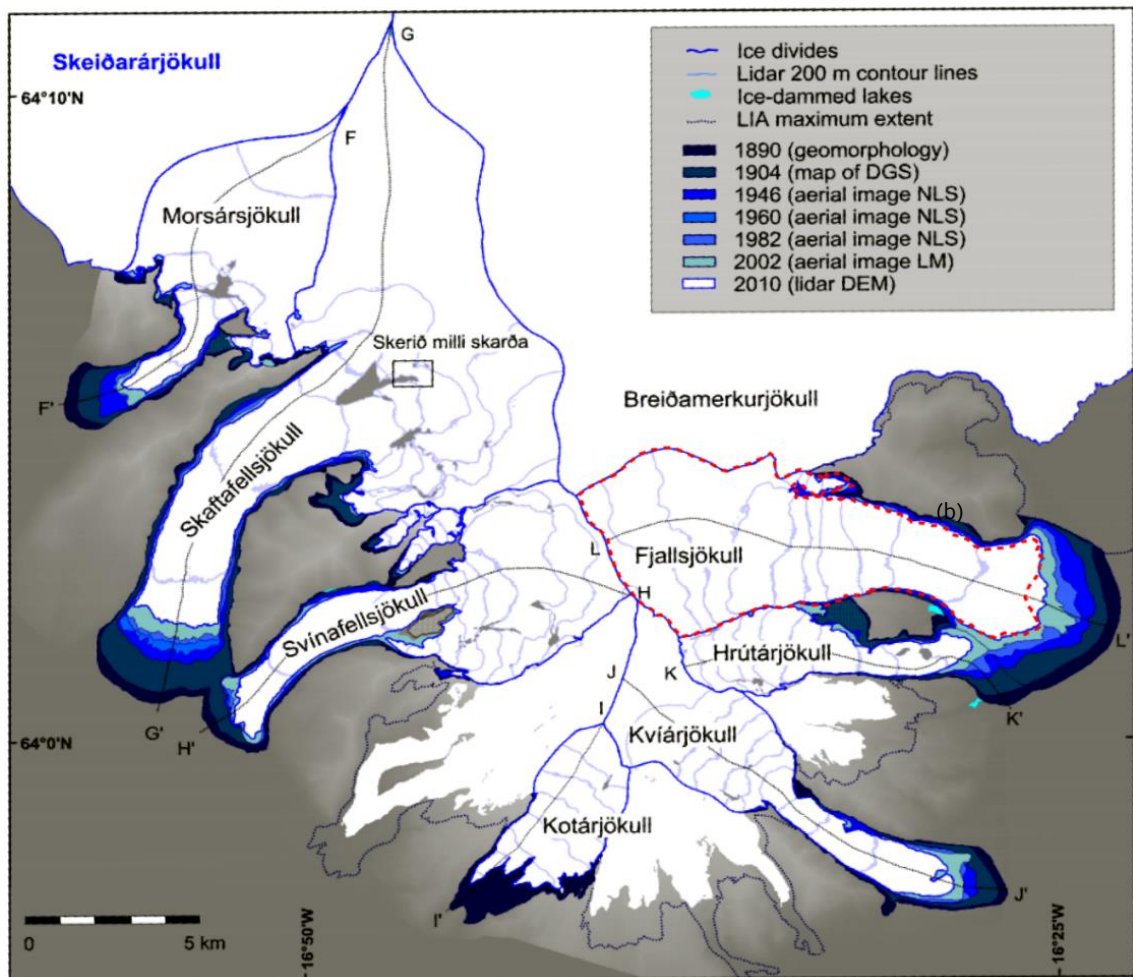 G
Skeiðarárjökull
Ice divides
Lidar 200 m contour lines
Ice-dammed lakes
LIA maximum extent
1890 (geomorphology)
1904 (map of DGS)
1946 (aerial image NLS)
1960 (aerial image NLS)
1982 (aerial image NLS)
2002 (aerial image LM)
2010 (lidar DEM)
64°10'N
F
Morsársjökull
Skerið milli skarða
F'
Breiðamerkurjökull
Skaftafellsjökull
(b)
L
Fjallsjökull
H
Svínafellsjökull
L'
Hrútárjökull
J
K
K'
I
G'
H'
64°0'N
Kvíárjökull
Kotárjökull
J'
I'
0
5 km
16°50'W
16°25'W